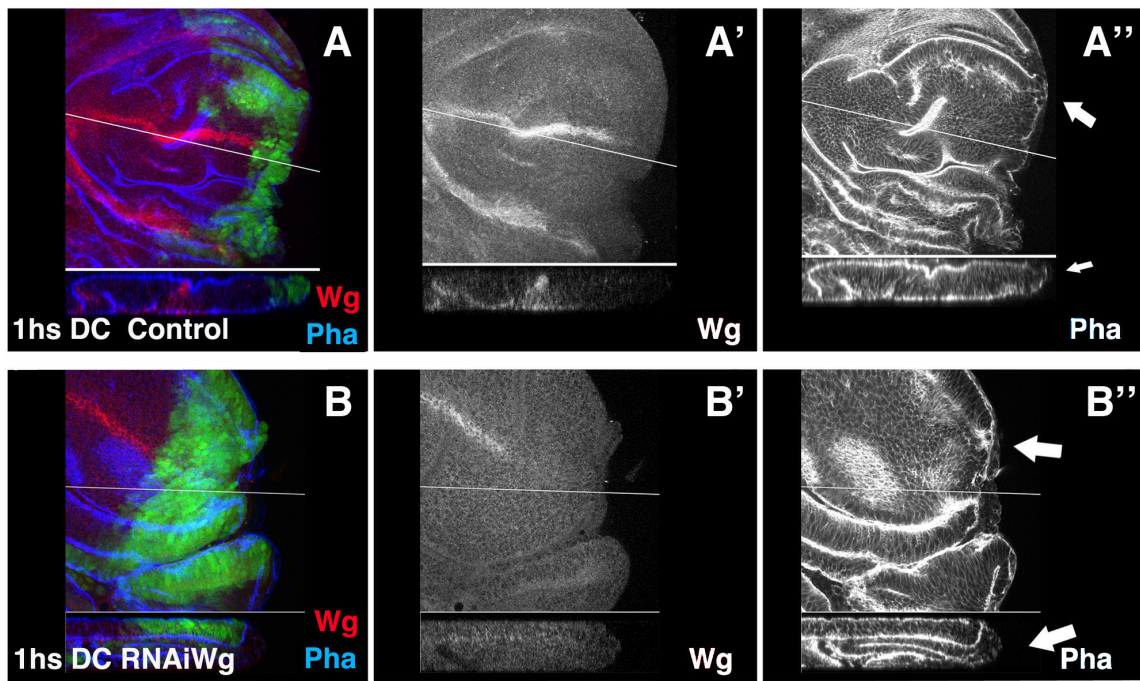 A
1hs DC Control
Wg
Pha
A’
Wg
A’’
Pha
B
1hs DC RNAiWg
Wg
Pha
B’
Wg
B’’
Pha